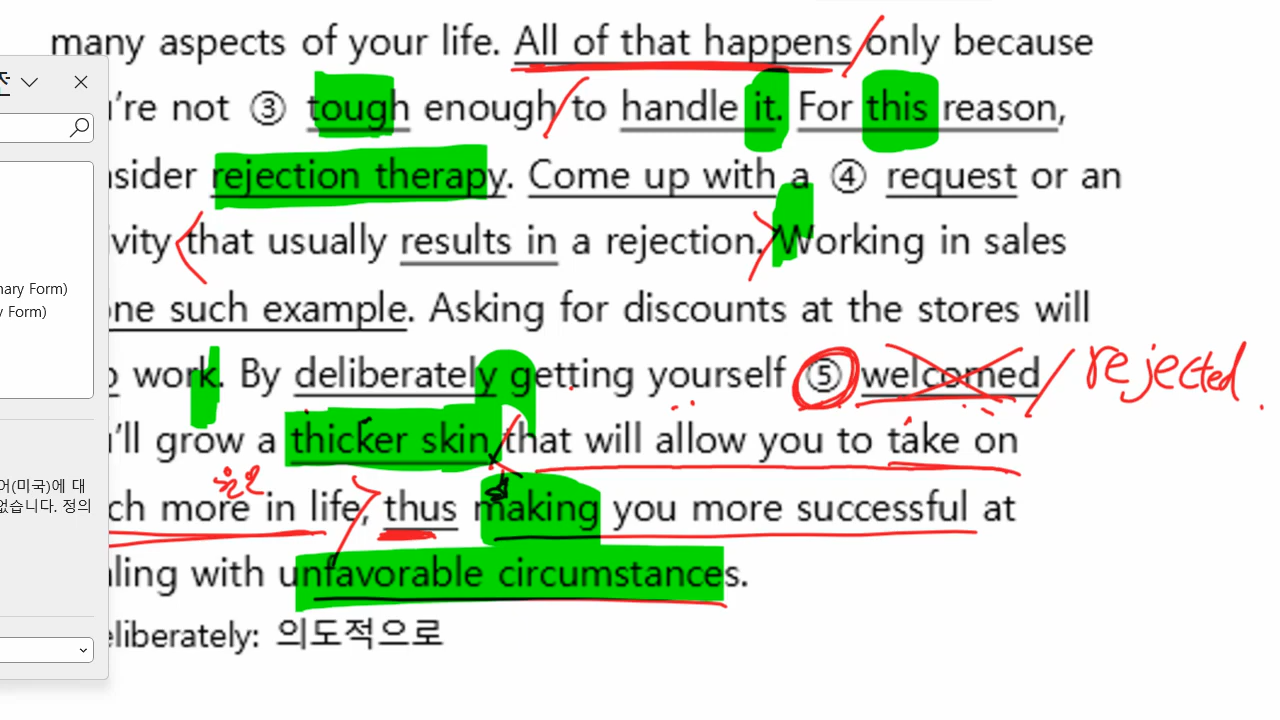 many aspects of your life. All of that happens only because
're not ③ tough enough to handle it. For this reason,
nsider rejection therapy. Come up with a ④ request or an
ivity that usually results in a rejection. Working in sales
one such example. Asking for discounts at the stores will
o work. By deliberately getting yourself ⑤ welcomed rejected
u'll grow a thicker skin that will allow you to take on
훨씬
ch more in life, thus making you more successful at
aling with unfavorable circumstances.
eliberately: 의도적으로
nary Form)
y Form)
어(미국)에 대
없습니다. 정의